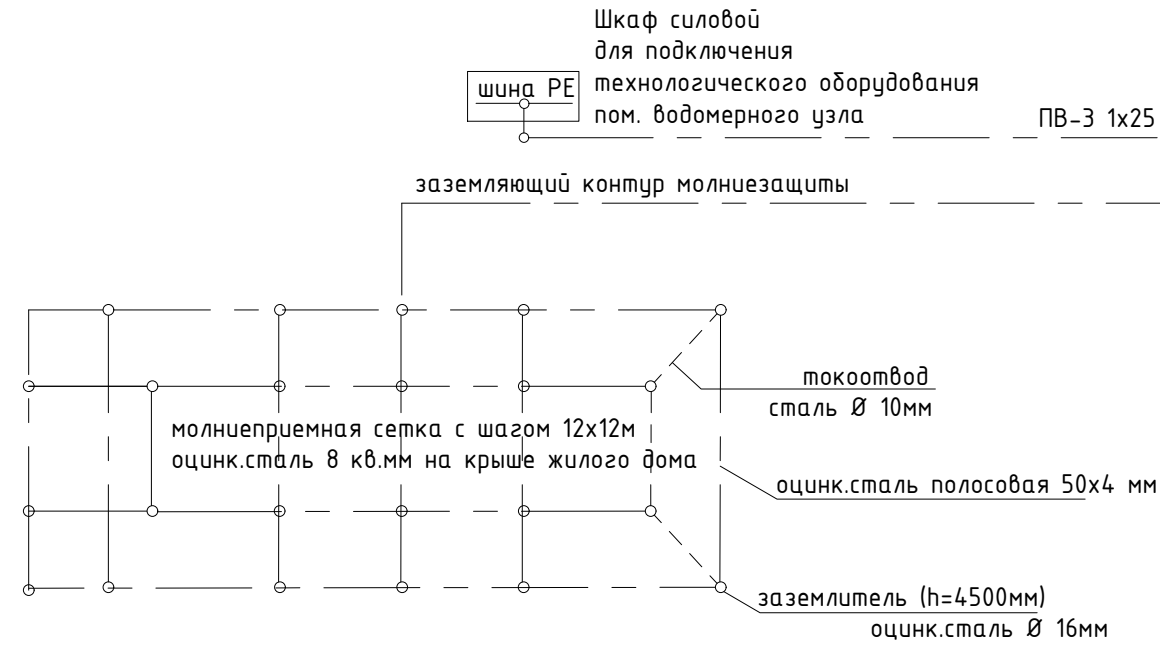 Шкаф силовой
для подключения
технологического оборудования
пом. водомерного узла
шина PE
ПВ-3 1х25
заземляющий контур молниезащиты
токоотвод
сталь Ø 10мм
молниеприемная сетка с шагом 12х12м
оцинк.сталь 8 кв.мм на крыше жилого дома
оцинк.сталь полосовая 50х4 мм
заземлитель (h=4500мм)
оцинк.сталь Ø 16мм